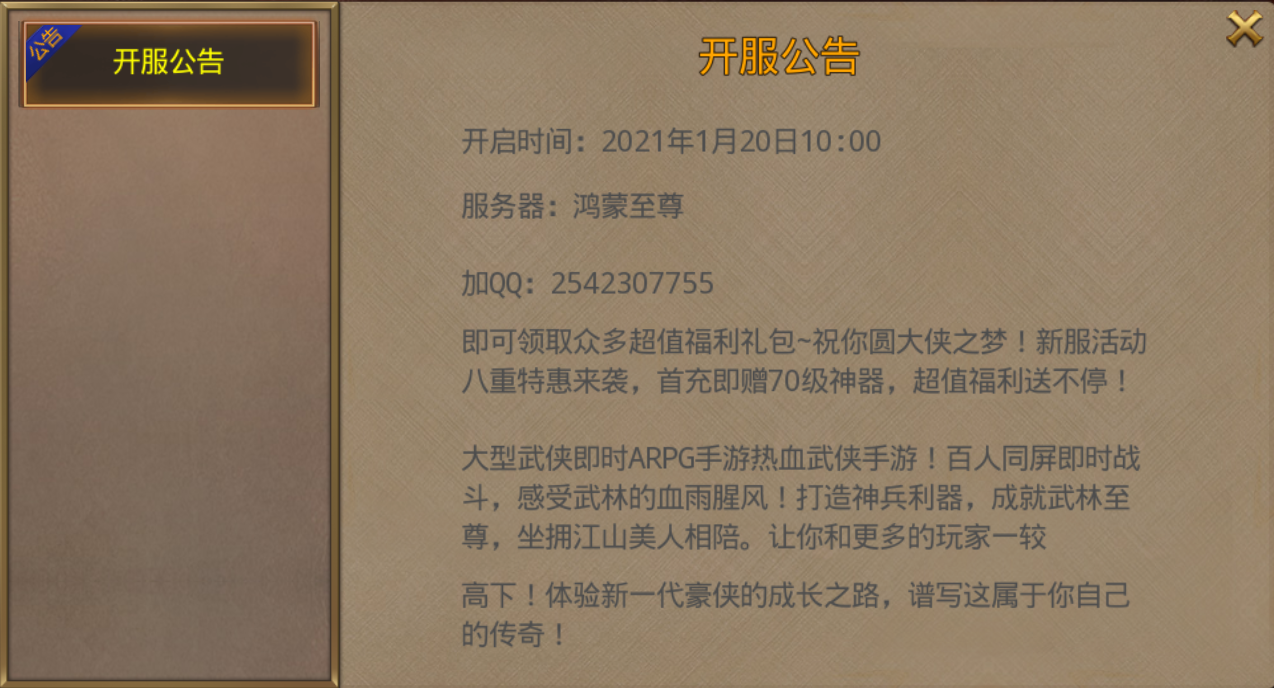 公告
开服公告
开服公告
开启时间：2021年1月20日10:00
服务器：鸿蒙至尊
加QQ：2542307755
即可领取众多超值福利礼包~祝你圆大侠之梦！新服活动
八重特惠来袭，首充即赠70级神器，超值福利送不停！
大型武侠即时ARPG手游热血武侠手游！百人同屏即时战
斗，感受武林的血雨腥风！打造神兵利器，成就武林至
尊，坐拥江山美人相陪。让你和更多的玩家一较
高下！体验新一代豪侠的成长之路，谱写这属于你自己
的传奇！